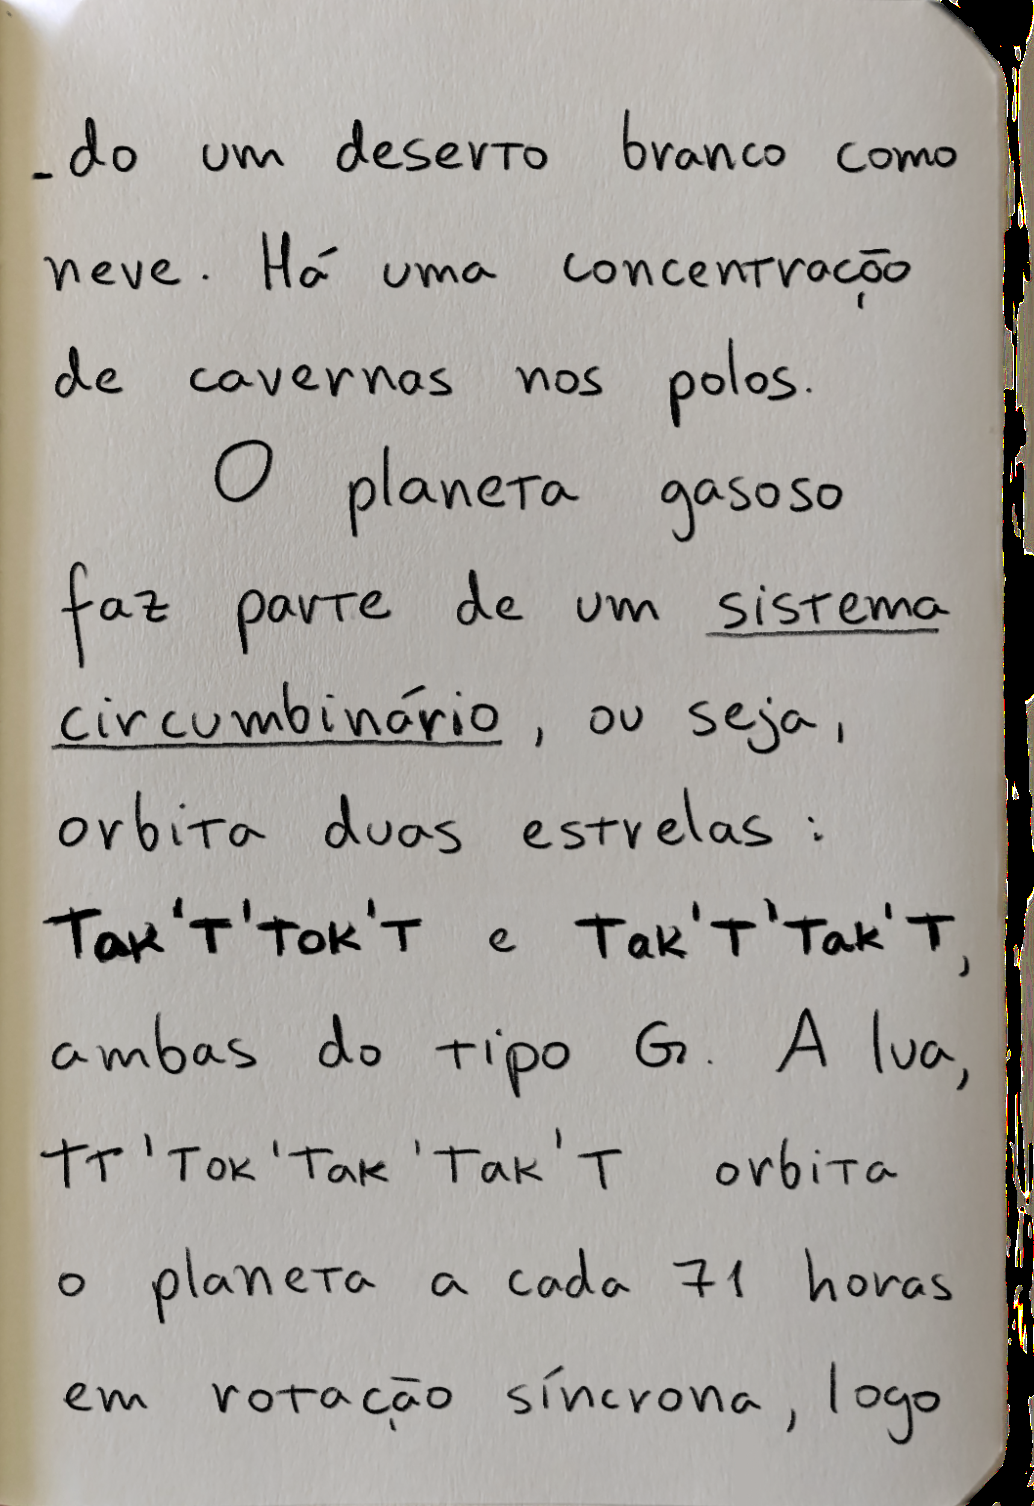 -do um deserto branco como
neve. Há uma concentração
de cavernas nos polos.
O planeta gasoso
faz parte de um sistema
circumbinário, ou seja,
orbita duas estrelas:
Tak'T'Tok'T e Tak'T'Tak'T,
ambas do tipo G. A lua,
TT'Tok'Tak'Tak'T orbita
o planeta a cada 71 horas
em rotação síncrona, logo